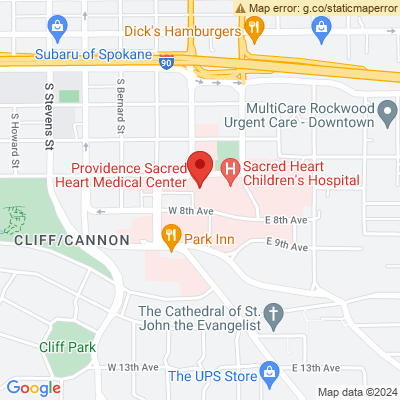 Map error: g.co/staticmaperror
Dick's Hamburgers
Subaru of Spokane
90
S Stevens St
S Bernard St
S Howard St
MultiCare Rockwood
Urgent Care - Downtown
Providence Sacred
Heart Medical Center
H
Sacred Heart
Children's Hospital
W 8th Ave
E 8th Ave
CLIFF/CANNON
Park Inn
E 9th Ave
The Cathedral of St.
John the Evangelist
Cliff Park
W 13th Ave
E 13th Ave
The UPS Store
Google
Map data ©2024